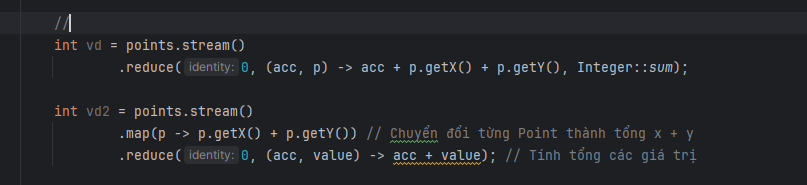 //
int vd = points.stream()
.reduce( identity: 0, (acc, p) -> acc + p.getX() + p.getY(), Integer::sum);
int vd2 = points.stream()
.map(p -> p.getX() + p.getY()) // Chuyển đổi từng Point thành tổng x + y
.reduce( identity: 0, (acc, value) -> acc + value); // Tính tổng các giá trị